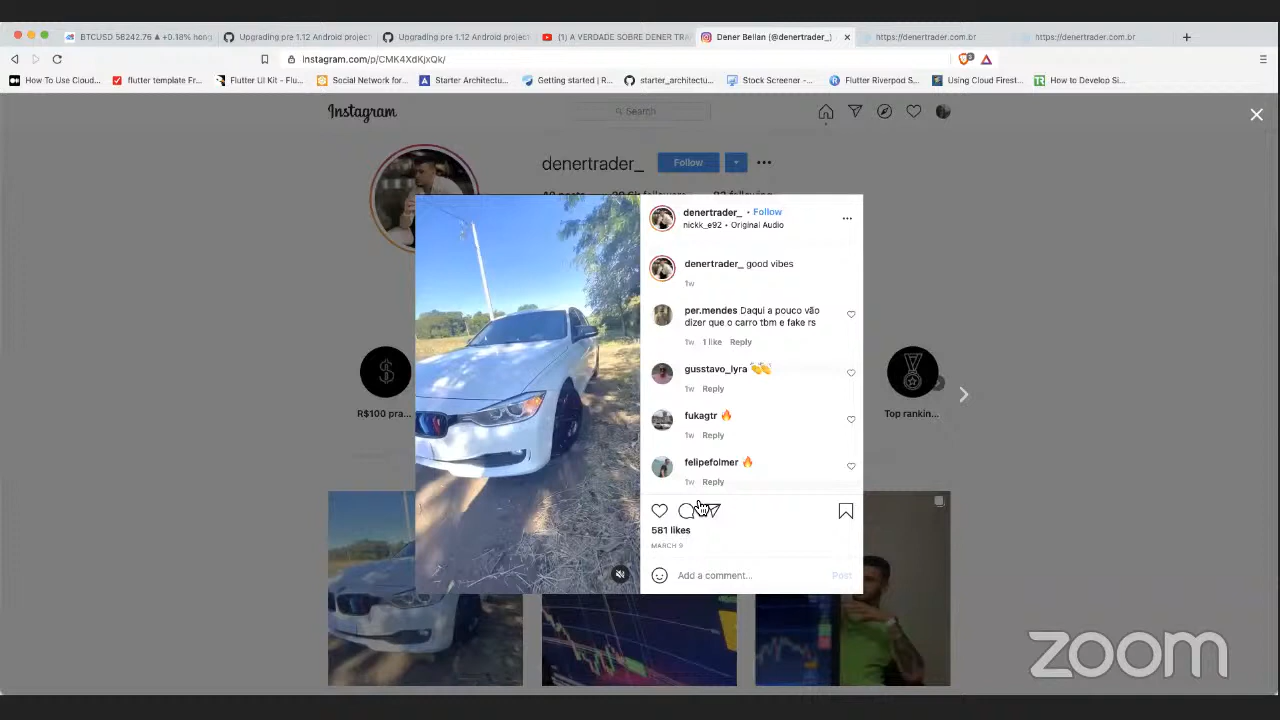 BTCUSD 58242.76 ▲ +0.18% hong
Upgrading pre 1.12 Android project
Upgrading pre 1.12 Android project
(1) A VERDADE SOBRE DENER TRA
Dener Bellan (@denertrader_)
https://denertrader.com.br
https://denertrader.com.br
instagram.com/p/CMK4XdKjxQk/
How To Use Cloud...
flutter template Fr...
Flutter UI Kit - Flu...
Social Network for...
Starter Architectu...
Getting started | R...
starter_architectu...
Stock Screener -...
Flutter Riverpod S...
Using Cloud Firest...
How to Develop Si...
Instagram
Search
denertrader_
Follow
denertrader_ • Follow
nickk_e92 • Original Audio
denertrader_ good vibes
1w
per.mendes Daqui a pouco vão
dizer que o carro tbm e fake rs
1w 1 like Reply
gusstavo_lyra 👏👏
1w Reply
fukagtr 🔥
1w Reply
felipefolmer 🔥
1w Reply
R$100 pra...
Top rankin...
581 likes
MARCH 9
Add a comment...
Post
zoom